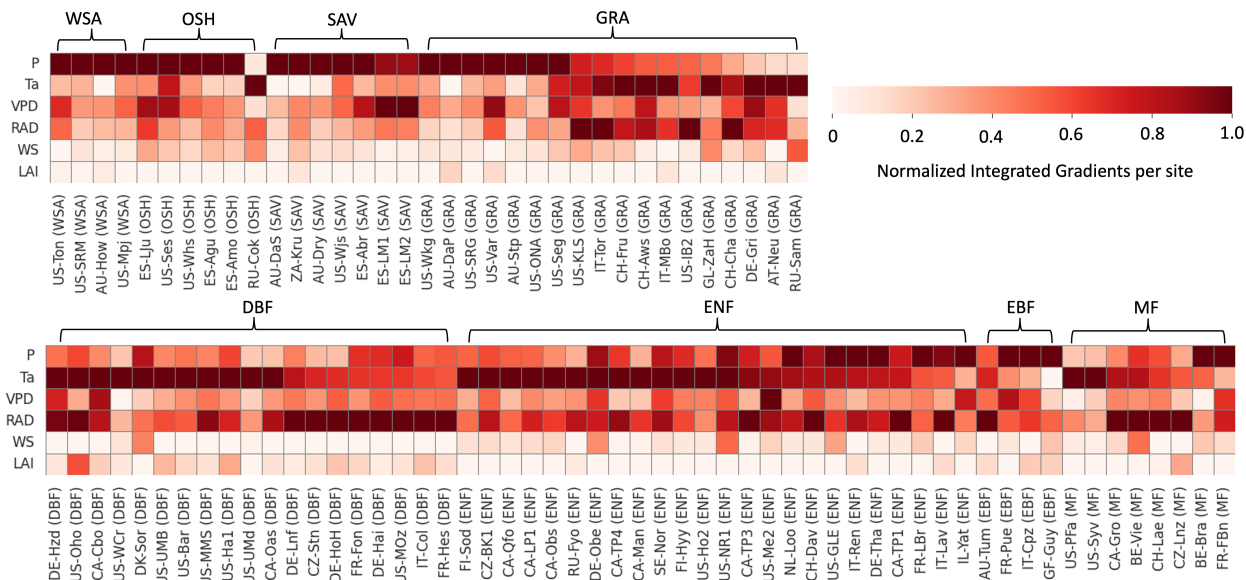 WSA OSH SAV GRA
P
Ta
VPD
RAD
WS
LAI
0 0.2 0.4 0.6 0.8 1.0
Normalized Integrated Gradients per site
US-Ton (WSA)
US-SRM (WSA)
AU-How (WSA)
US-Mpj (WSA)
ES-LJu (OSH)
US-Ses (OSH)
US-Whs (OSH)
ES-Agu (OSH)
ES-Amo (OSH)
RU-Cok (OSH)
AU-DaS (SAV)
ZA-Kru (SAV)
AU-Dry (SAV)
US-Wjs (SAV)
ES-Abr (SAV)
ES-LM1 (SAV)
ES-LM2 (SAV)
US-Wkg (GRA)
AU-DaP (GRA)
US-SRG (GRA)
US-Var (GRA)
AU-Stp (GRA)
US-ONA (GRA)
US-Seg (GRA)
US-KLS (GRA)
IT-Tor (GRA)
CH-Fru (GRA)
CH-Aws (GRA)
IT-MBo (GRA)
US-IB2 (GRA)
GL-ZaH (GRA)
CH-Cha (GRA)
DE-Gri (GRA)
AT-Neu (GRA)
RU-Sam (GRA)
DBF ENF EBF MF
P
Ta
VPD
RAD
WS
LAI
DE-Hzd (DBF)
US-Oho (DBF)
CA-Cbo (DBF)
US-WCr (DBF)
DK-Sor (DBF)
US-UMB (DBF)
US-Bar (DBF)
US-MMS (DBF)
US-Ha1 (DBF)
US-UMd (DBF)
CA-Oas (DBF)
DE-Lnf (DBF)
CZ-Stn (DBF)
DE-HoH (DBF)
FR-Fon (DBF)
DE-Hai (DBF)
US-MOz (DBF)
IT-Col (DBF)
FR-Hes (DBF)
FI-Sod (ENF)
CZ-BK1 (ENF)
CA-Qfo (ENF)
CA-LP1 (ENF)
CA-Obs (ENF)
RU-Fyo (ENF)
DE-Obe (ENF)
CA-TP4 (ENF)
CA-Man (ENF)
SE-Nor (ENF)
FI-Hyy (ENF)
US-Ho2 (ENF)
US-NR1 (ENF)
CA-TP3 (ENF)
US-Me2 (ENF)
NL-Loo (ENF)
CH-Dav (ENF)
US-GLE (ENF)
IT-Ren (ENF)
DE-Tha (ENF)
CA-TP1 (ENF)
FR-LBr (ENF)
IT-Lav (ENF)
IL-Yat (ENF)
AU-Tum (EBF)
FR-Pue (EBF)
IT-Cpz (EBF)
GF-Guy (EBF)
US-PFa (MF)
US-Syv (MF)
CA-Gro (MF)
BE-Vie (MF)
CH-Lae (MF)
CZ-Lnz (MF)
BE-Bra (MF)
FR-FBn (MF)